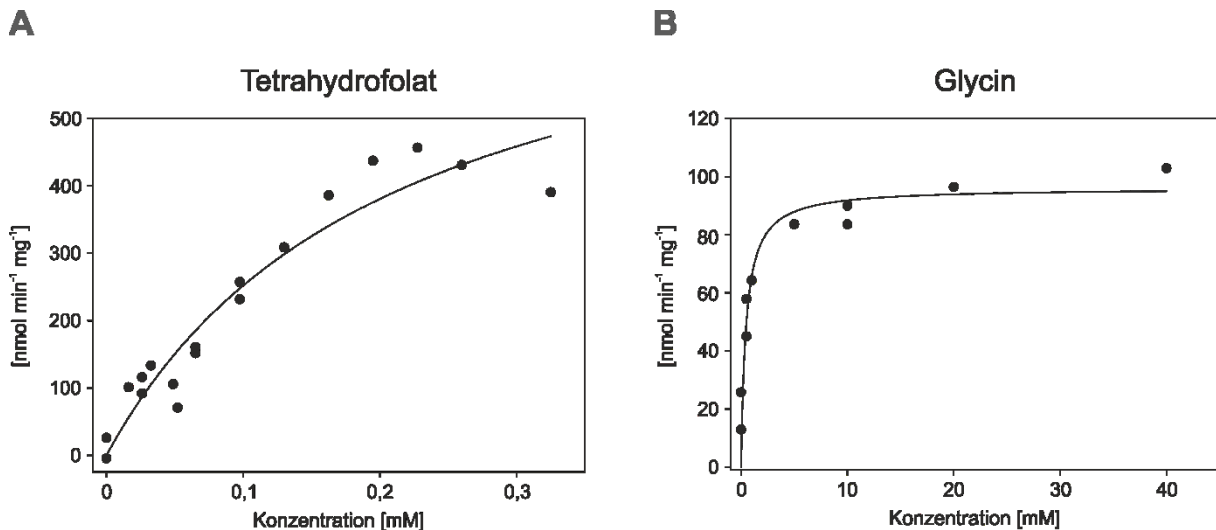 A
Tetrahydrofolat
500
400
300
200
100
0
[nmol min⁻¹ mg⁻¹]
0 0,1 0,2 0,3
Konzentration [mM]
B
Glycin
120
100
80
60
40
20
0
[nmol min⁻¹ mg⁻¹]
0 10 20 30 40
Konzentration [mM]